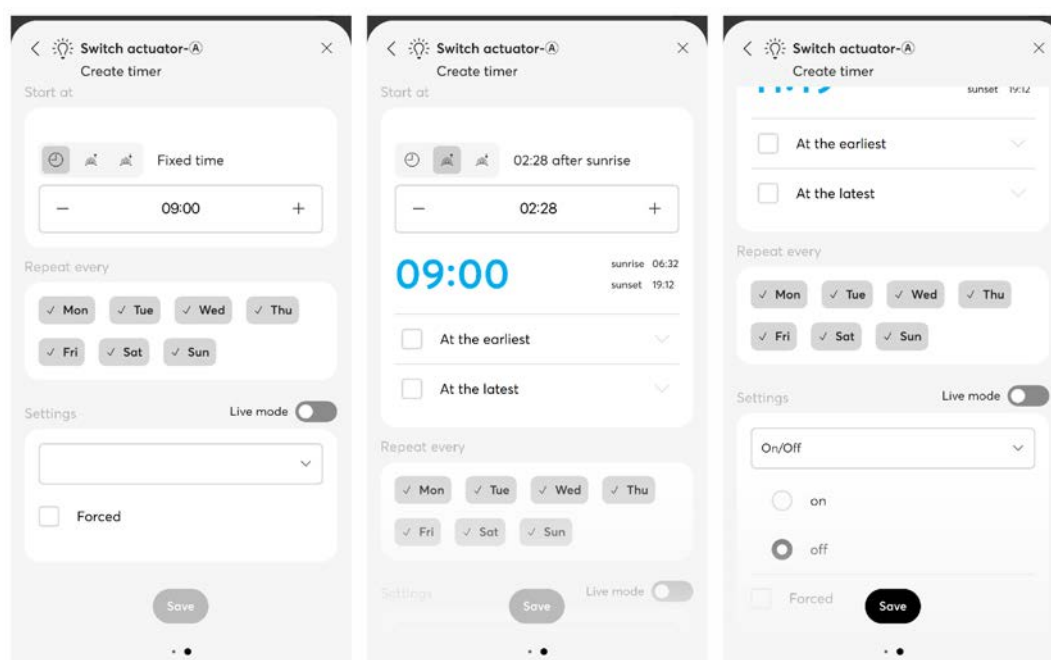 Switch actuator-Ⓐ
Create timer
Start at
Fixed time
− 09:00 +
Repeat every
✓ Mon ✓ Tue ✓ Wed ✓ Thu
✓ Fri ✓ Sat ✓ Sun
Settings Live mode
Forced
Save
Switch actuator-Ⓐ
Create timer
Start at
02:28 after sunrise
− 02:28 +
09:00 sunrise 06:32
sunset 19:12
At the earliest
At the latest
Repeat every
✓ Mon ✓ Tue ✓ Wed ✓ Thu
✓ Fri ✓ Sat ✓ Sun
Settings Live mode
Save
Switch actuator-Ⓐ
Create timer
sunset 19:12
At the earliest
At the latest
Repeat every
✓ Mon ✓ Tue ✓ Wed ✓ Thu
✓ Fri ✓ Sat ✓ Sun
Settings Live mode
On/Off
on
off
Forced
Save